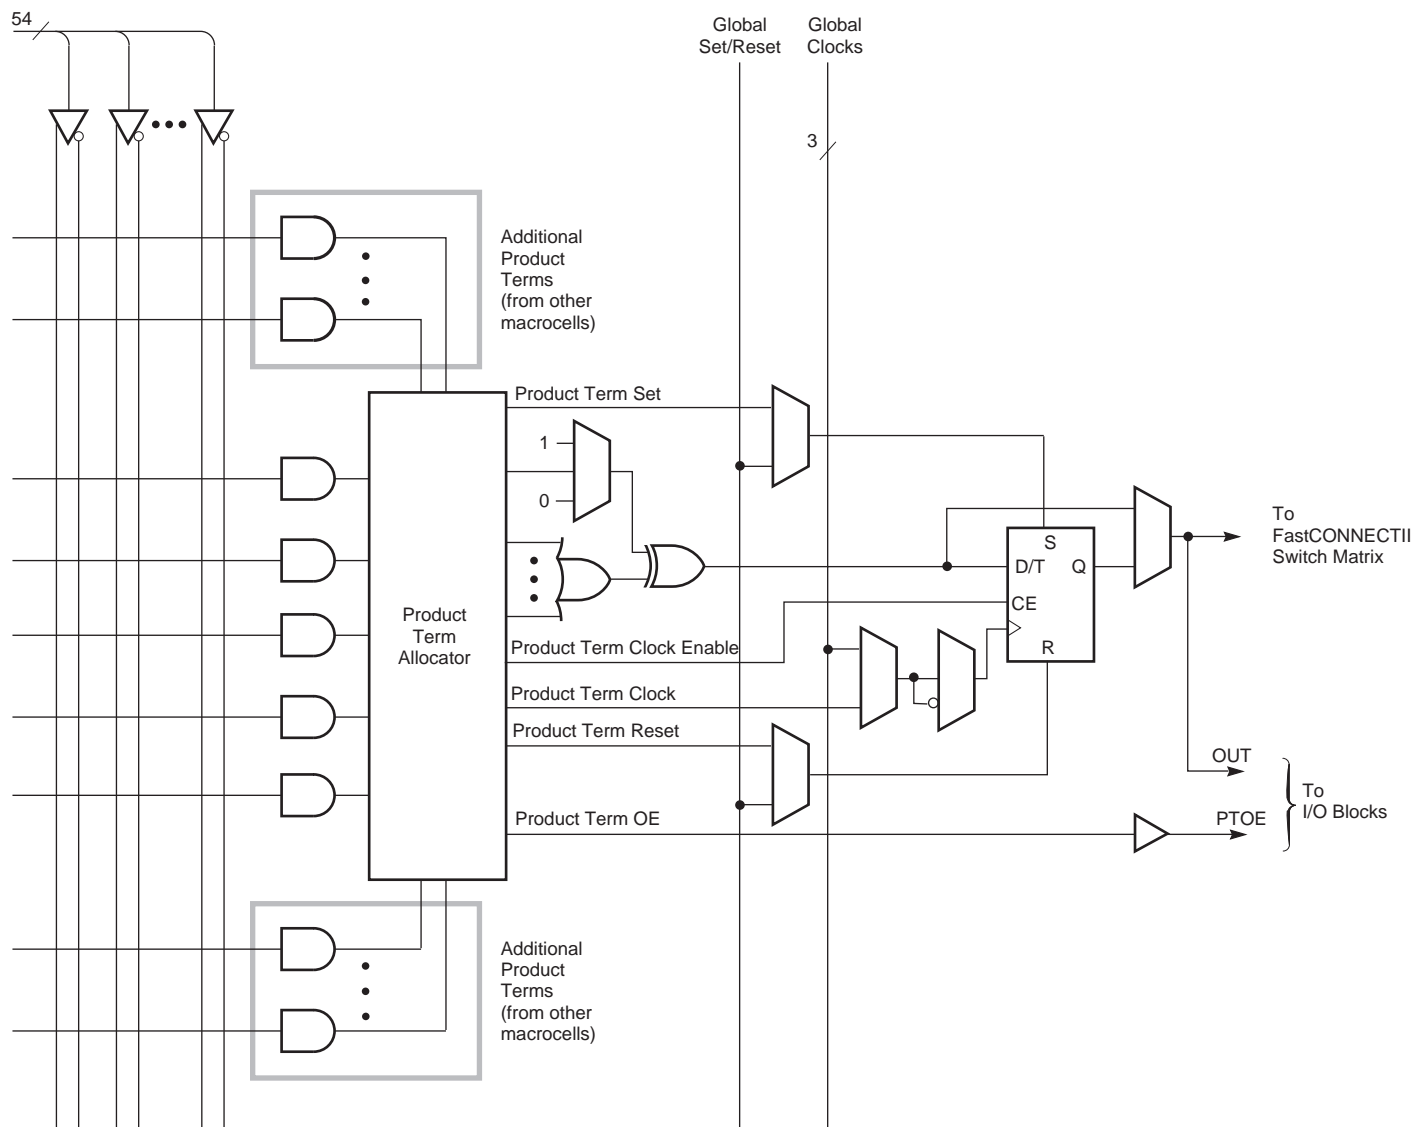 54
Global
Set/Reset
Global
Clocks
3
Additional
Product
Terms
(from other
macrocells)
Product Term Set
1
0
Product
Term
Allocator
Product Term Clock Enable
Product Term Clock
Product Term Reset
Product Term OE
S
D/T
Q
CE
R
To
FastCONNECTII
Switch Matrix
OUT
PTOE
To
I/O Blocks
Additional
Product
Terms
(from other
macrocells)